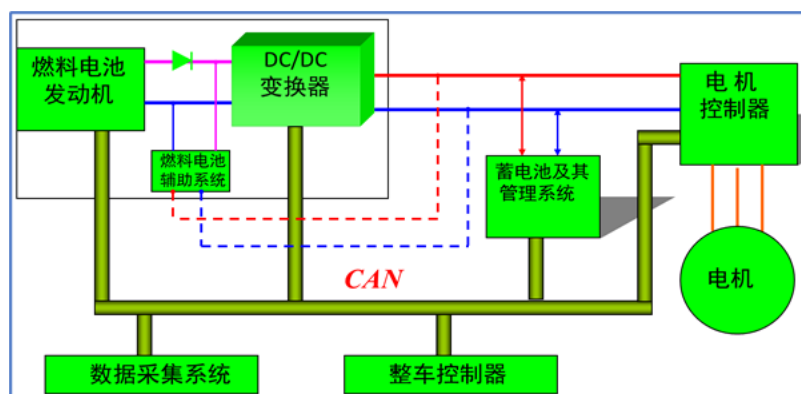 燃料电池
发动机
DC/DC
变换器
电 机
控制器
燃料电池
辅助系统
蓄电池及其
管理系统
电机
CAN
数据采集系统
整车控制器